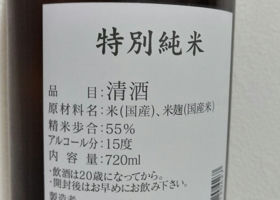 特別純米
品目:清酒
原材料名:米(国産)、米麹(国産米)
精米歩合:55%
アルコール分:15度
内容量:720ml
・飲酒は20歳になってから。
・開封後はお早めにお飲み下さい。
製造者